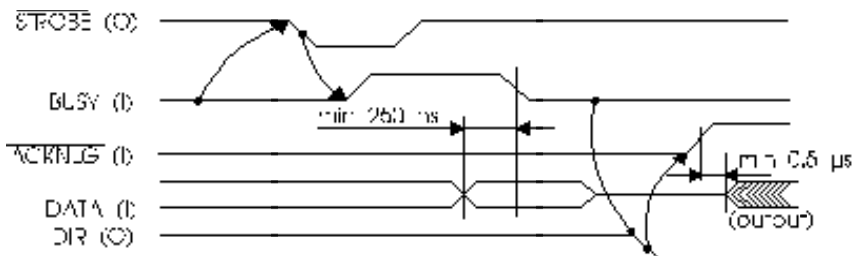 STROBE (O)
BUSY (I)
min 250 ns
ACKNLG (I)
min 0.5 µs
DATA (I)
(output)
DIR (O)